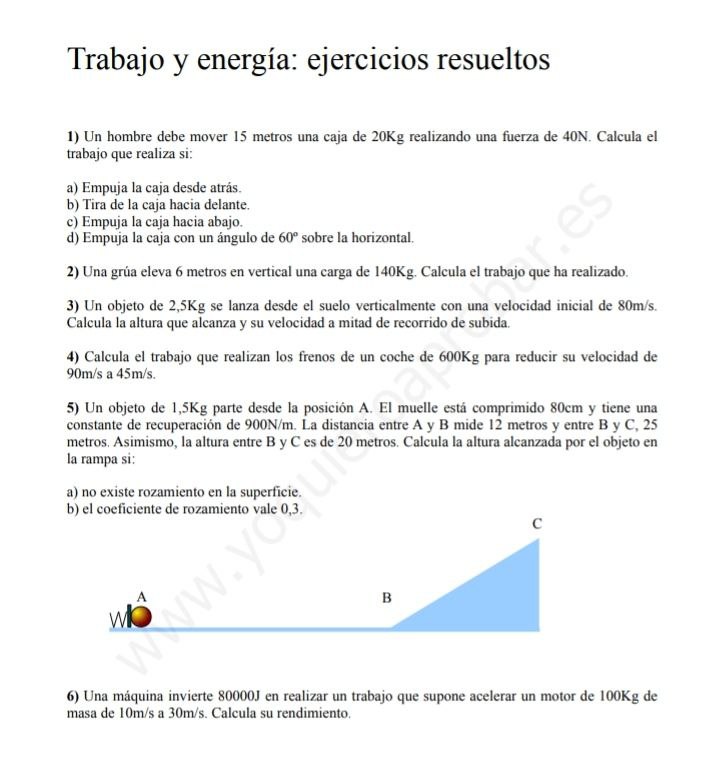 Trabajo y energía: ejercicios resueltos
1) Un hombre debe mover 15 metros una caja de 20Kg realizando una fuerza de 40N. Calcula el
trabajo que realiza si:
a) Empuja la caja desde atrás.
b) Tira de la caja hacia delante.
c) Empuja la caja hacia abajo.
d) Empuja la caja con un ángulo de 60º sobre la horizontal.
2) Una grúa eleva 6 metros en vertical una carga de 140Kg. Calcula el trabajo que ha realizado.
3) Un objeto de 2,5Kg se lanza desde el suelo verticalmente con una velocidad inicial de 80m/s.
Calcula la altura que alcanza y su velocidad a mitad de recorrido de subida.
4) Calcula el trabajo que realizan los frenos de un coche de 600Kg para reducir su velocidad de
90m/s a 45m/s.
5) Un objeto de 1,5Kg parte desde la posición A. El muelle está comprimido 80cm y tiene una
constante de recuperación de 900N/m. La distancia entre A y B mide 12 metros y entre B y C, 25
metros. Asimismo, la altura entre B y C es de 20 metros. Calcula la altura alcanzada por el objeto en
la rampa si:
a) no existe rozamiento en la superficie.
b) el coeficiente de rozamiento vale 0,3.
C
A
B
6) Una máquina invierte 80000J en realizar un trabajo que supone acelerar un motor de 100Kg de
masa de 10m/s a 30m/s. Calcula su rendimiento.
www.yoquieroaprobar.es